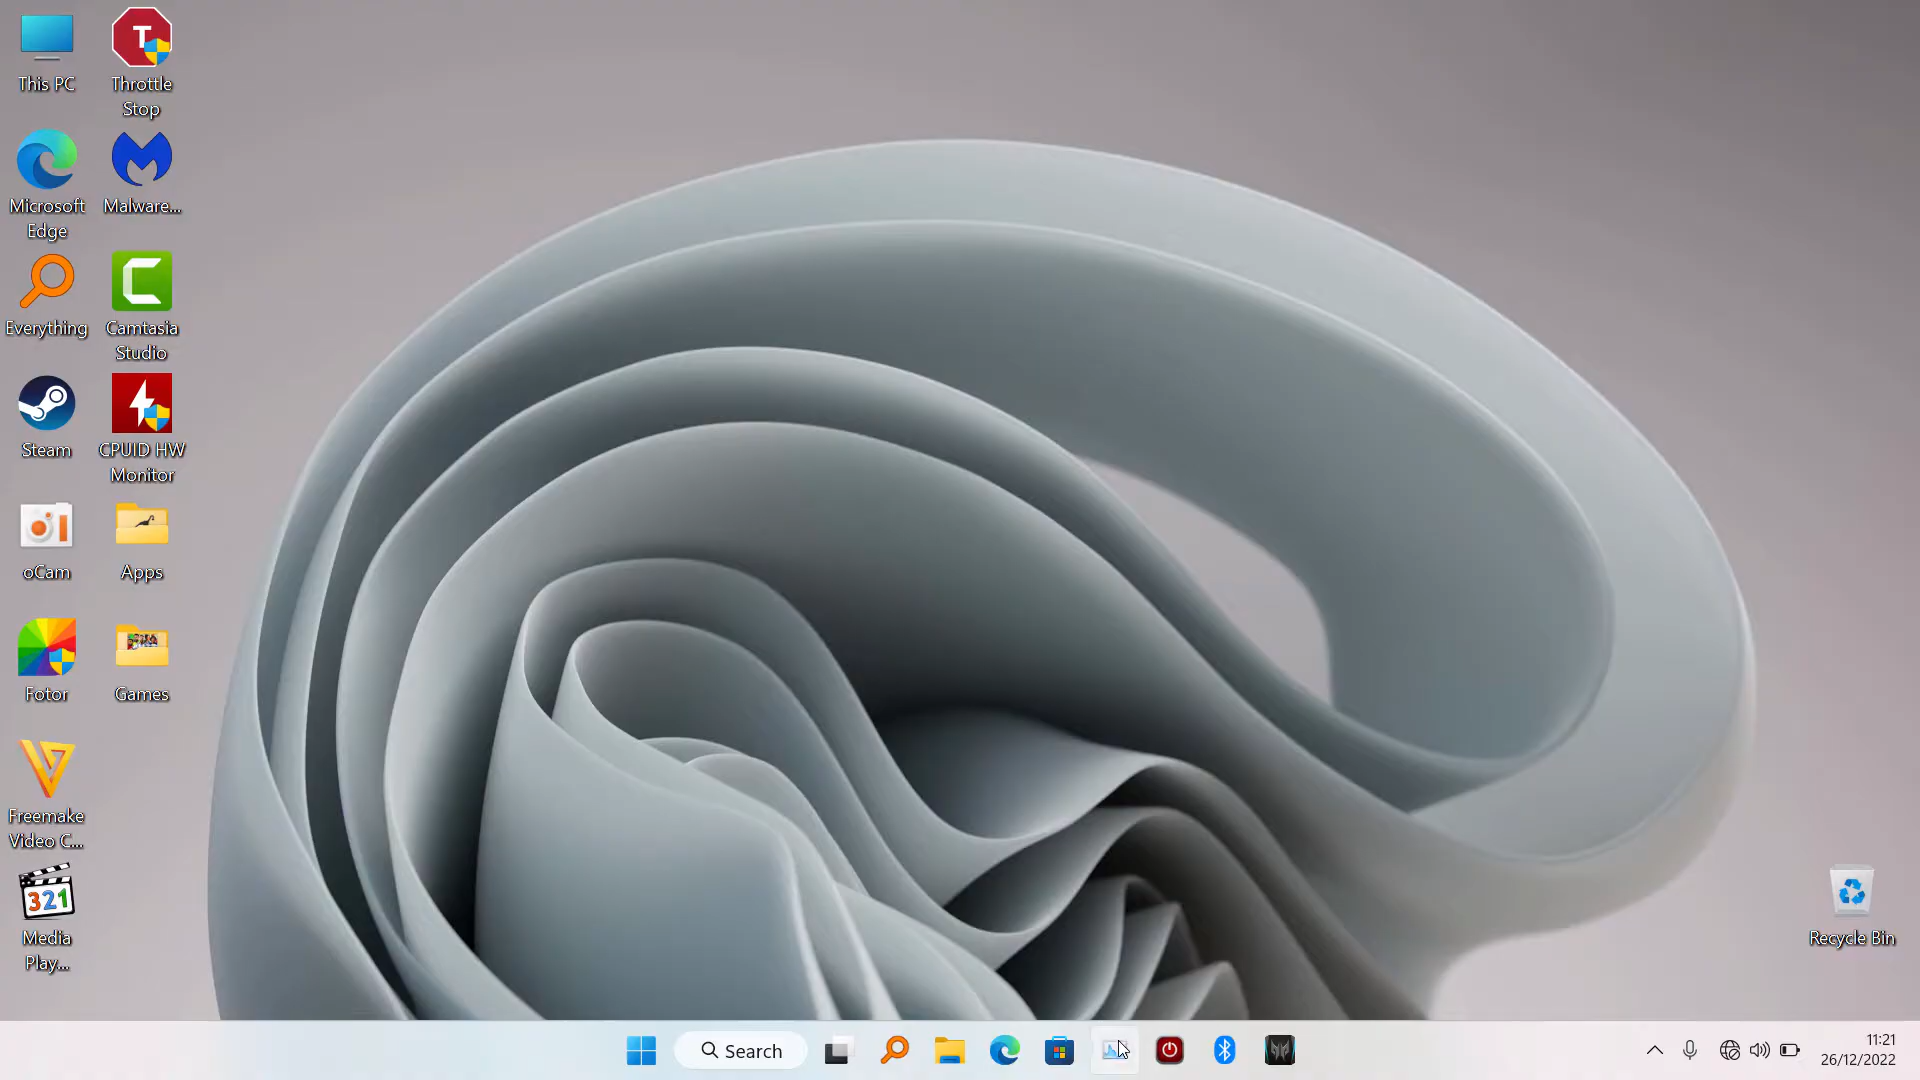 This PC
T
Throttle
Stop
Microsoft
Edge
Malware...
Everything
Camtasia
Studio
Steam
CPUID HW
Monitor
oCam
Apps
Fotor
Games
Freemake
Video C...
321
Media
Play...
Recycle Bin
Search
11:21
26/12/2022